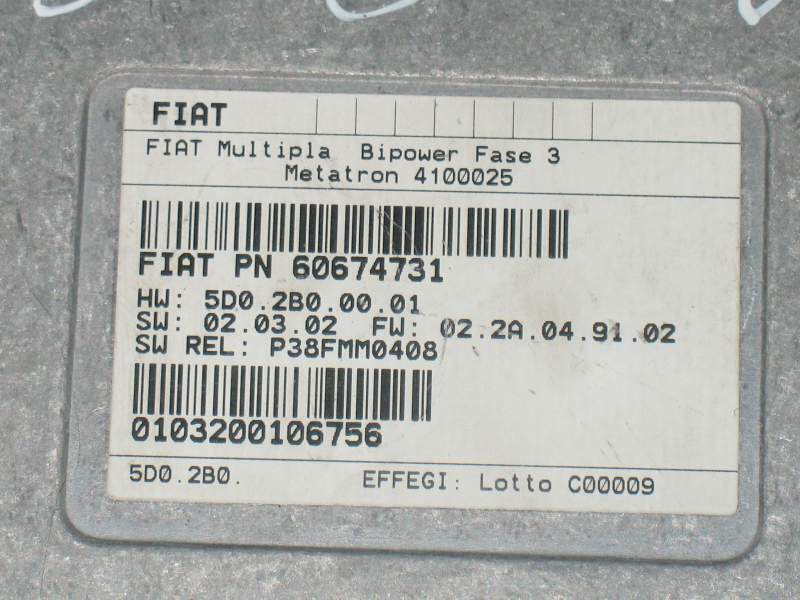 FIAT
FIAT Multipla Bipower Fase 3
Metatron 4100025
FIAT PN 60674731
HW: 5D0.2B0.00.01
SW: 02.03.02 FW: 02.2A.04.91.02
SW REL: P38FMM0408
0103200106756
5D0.2B0. EFFEGI: Lotto C00009